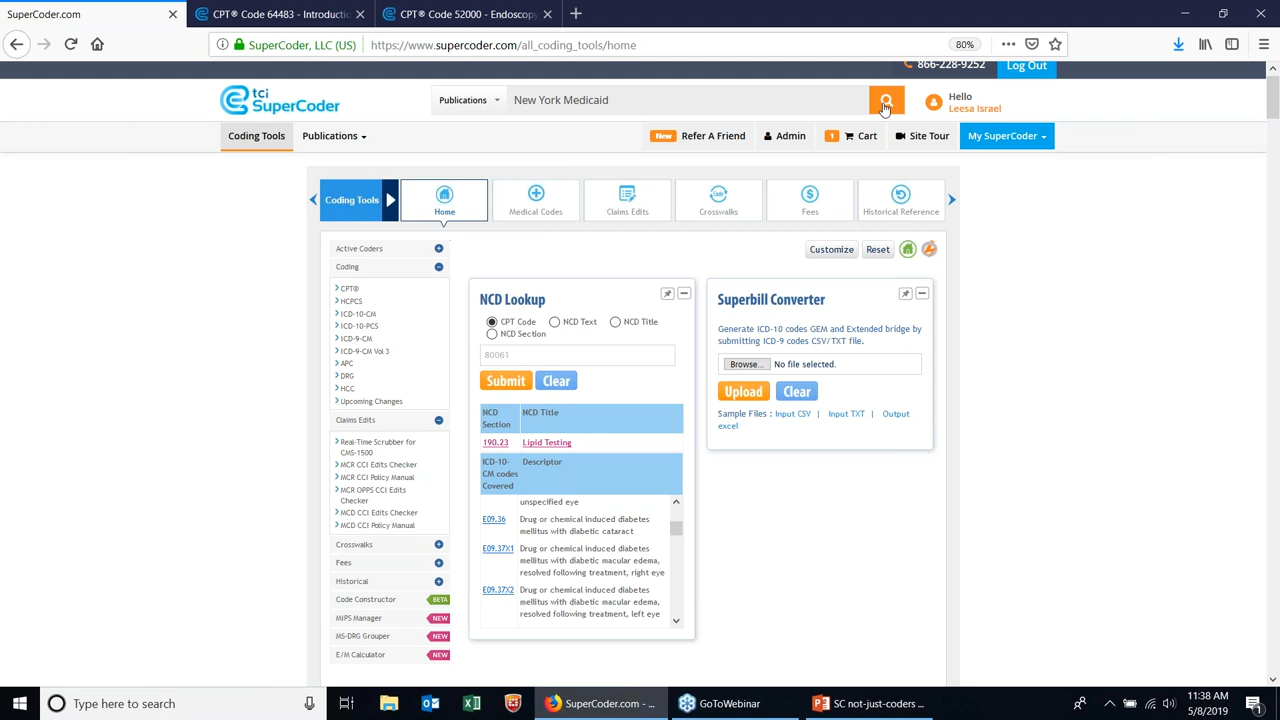 SuperCoder.com
CPT® Code 64483 - Introductic
CPT® Code 52000 - Endoscopy
SuperCoder, LLC (US)
https://www.supercoder.com/all_coding_tools/home
80%
866-228-9252
Log Out
tci
SuperCoder
Publications
New York Medicaid
Hello
Leesa Israel
Coding Tools
Publications
New
Refer A Friend
Admin
1
Cart
Site Tour
My SuperCoder
Coding Tools
Home
Medical Codes
Claims Edits
Crosswalks
Fees
Historical Reference
Customize
Reset
Active Coders
Coding
CPT®
HCPCS
ICD-10-CM
ICD-10-PCS
ICD-9-CM
ICD-9-CM Vol 3
APC
DRG
HCC
Upcoming Changes
Claims Edits
Real-Time Scrubber for
CMS-1500
MCR CCI Edits Checker
MCR CCI Policy Manual
MCR OPPS CCI Edits
Checker
MCD CCI Edits Checker
MCD CCI Policy Manual
Crosswalks
Fees
Historical
Code Constructor
BETA
MIPS Manager
NEW
MS-DRG Grouper
NEW
E/M Calculator
NEW
NCD Lookup
CPT Code
NCD Text
NCD Title
NCD Section
80061
Submit
Clear
NCD
Section
NCD Title
190.23
Lipid Testing
ICD-10-
CM codes
Covered
Descriptor
unspecified eye
E09.36
Drug or chemical induced diabetes
mellitus with diabetic cataract
E09.37X1
Drug or chemical induced diabetes
mellitus with diabetic macular edema,
resolved following treatment, right eye
E09.37X2
Drug or chemical induced diabetes
mellitus with diabetic macular edema,
resolved following treatment, left eye
Superbill Converter
Generate ICD-10 codes GEM and Extended bridge by
submitting ICD-9 codes CSV/TXT file.
Browse...
No file selected.
Upload
Clear
Sample Files : Input CSV | Input TXT | Output
excel
Type here to search
SuperCoder.com - ...
GoToWebinar
SC not-just-coders ...
11:38 AM
5/8/2019
1